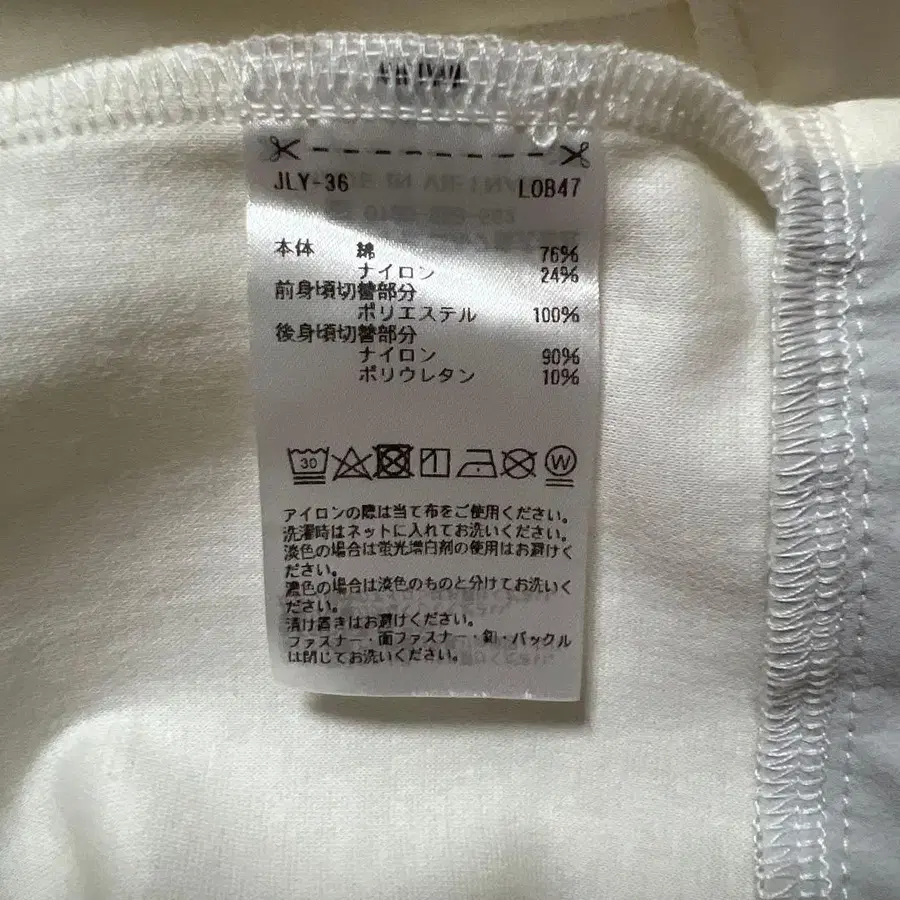 JLY-36 LOB47
本体 綿 76%
ナイロン 24%
前身頃切替部分
ポリエステル 100%
後身頃切替部分
ナイロン 90%
ポリウレタン 10%
30 W
アイロンの際は当て布をご使用ください。
洗濯時はネットに入れてお洗いください。
淡色の場合は蛍光増白剤の使用はお避けく
ださい。
濃色の場合は淡色のものと分けてお洗いく
ださい。
漬け置きはお避けください。
ファスナー・面ファスナー・釦・バックル
は閉じてお洗いください。